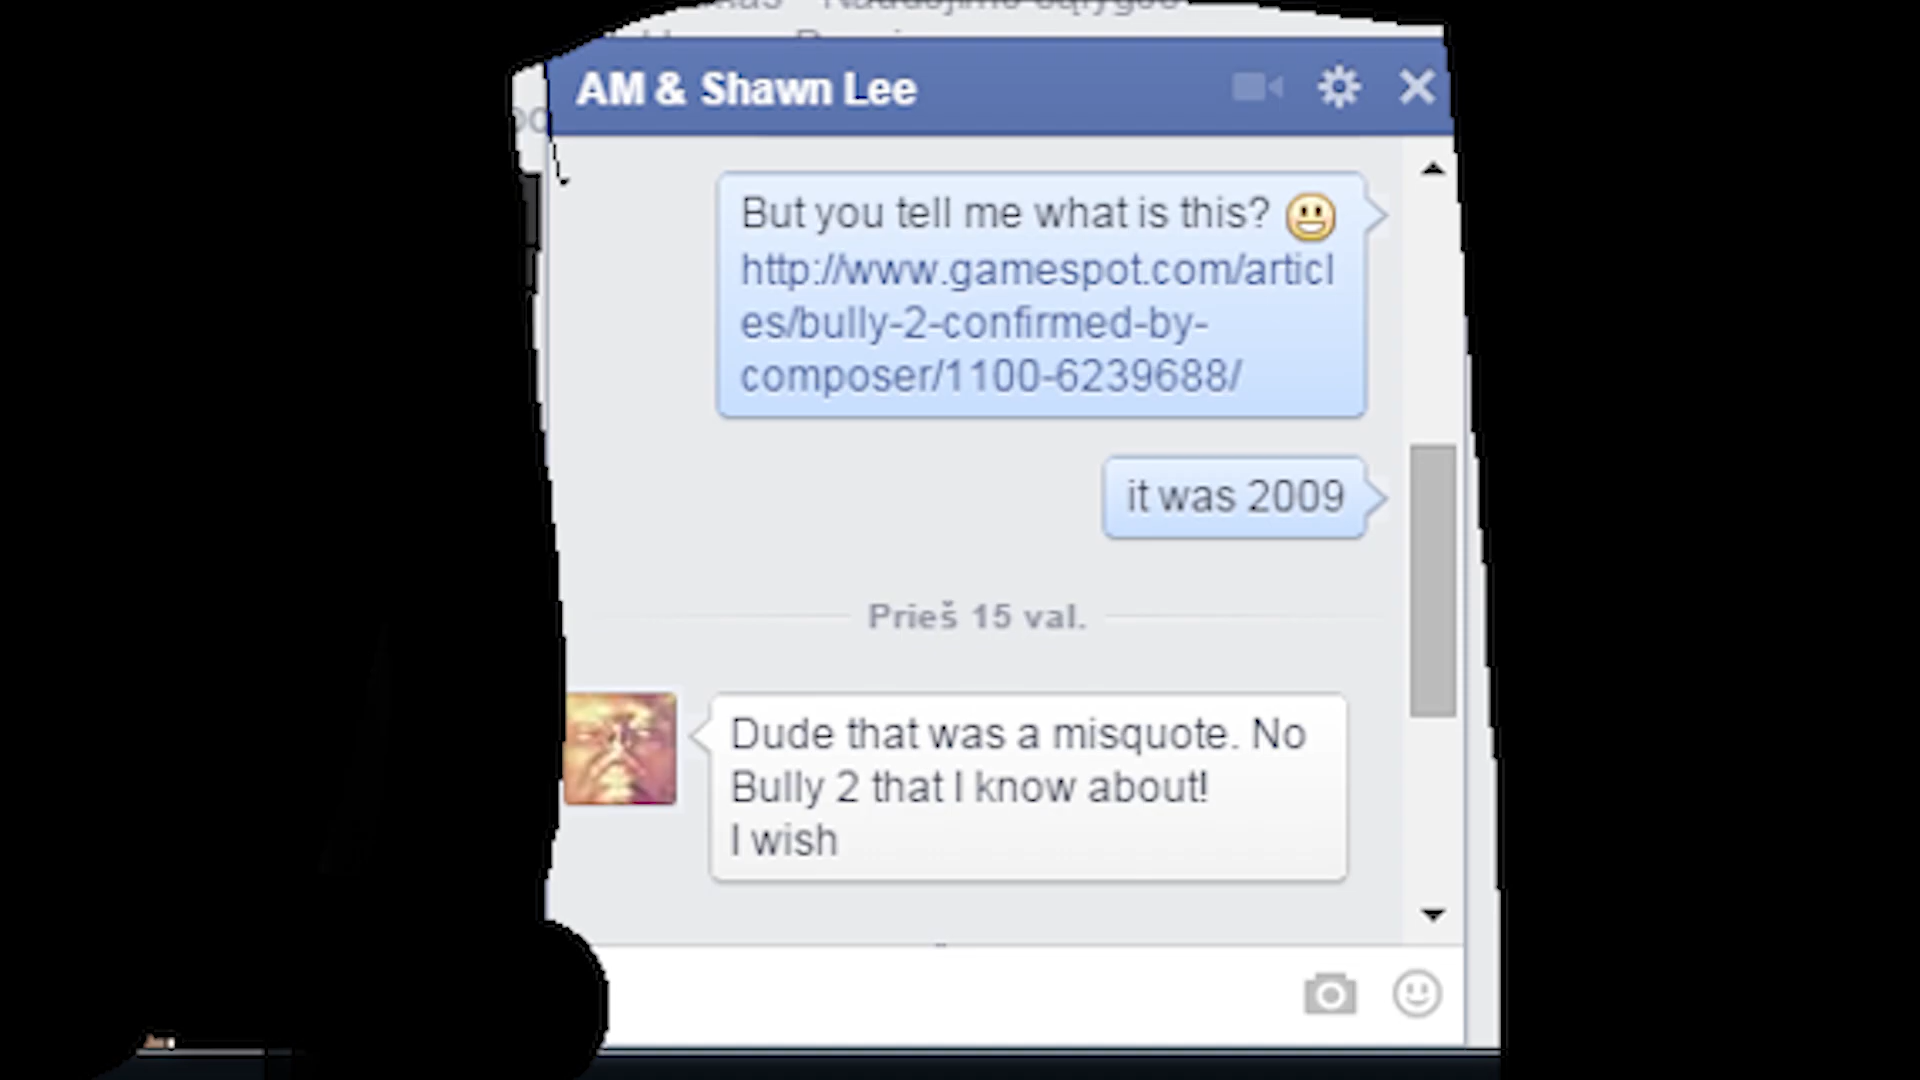 AM & Shawn Lee
But you tell me what is this?
http://www.gamespot.com/articl
es/bully-2-confirmed-by-
composer/1100-6239688/
it was 2009
Prieš 15 val.
Dude that was a misquote. No
Bully 2 that I know about!
I wish